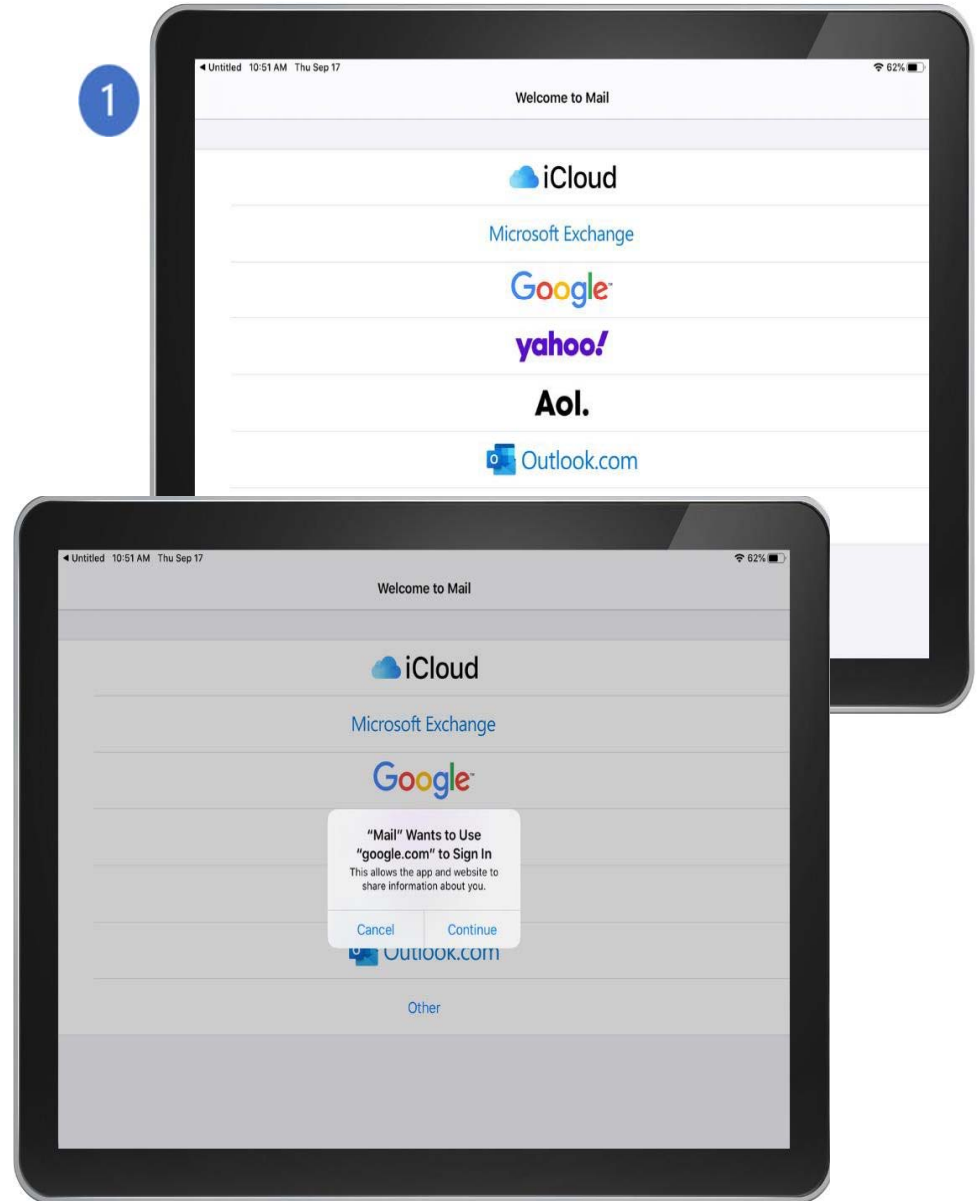 1
◀ Untitled 10:51 AM Thu Sep 17 62%
Welcome to Mail
iCloud
Microsoft Exchange
Google™
yahoo!
Aol.
Outlook.com
◀ Untitled 10:51 AM Thu Sep 17 62%
Welcome to Mail
iCloud
Microsoft Exchange
Google™
"Mail" Wants to Use
"google.com" to Sign In
This allows the app and website to
share information about you.
Cancel Continue
Outlook.com
Other